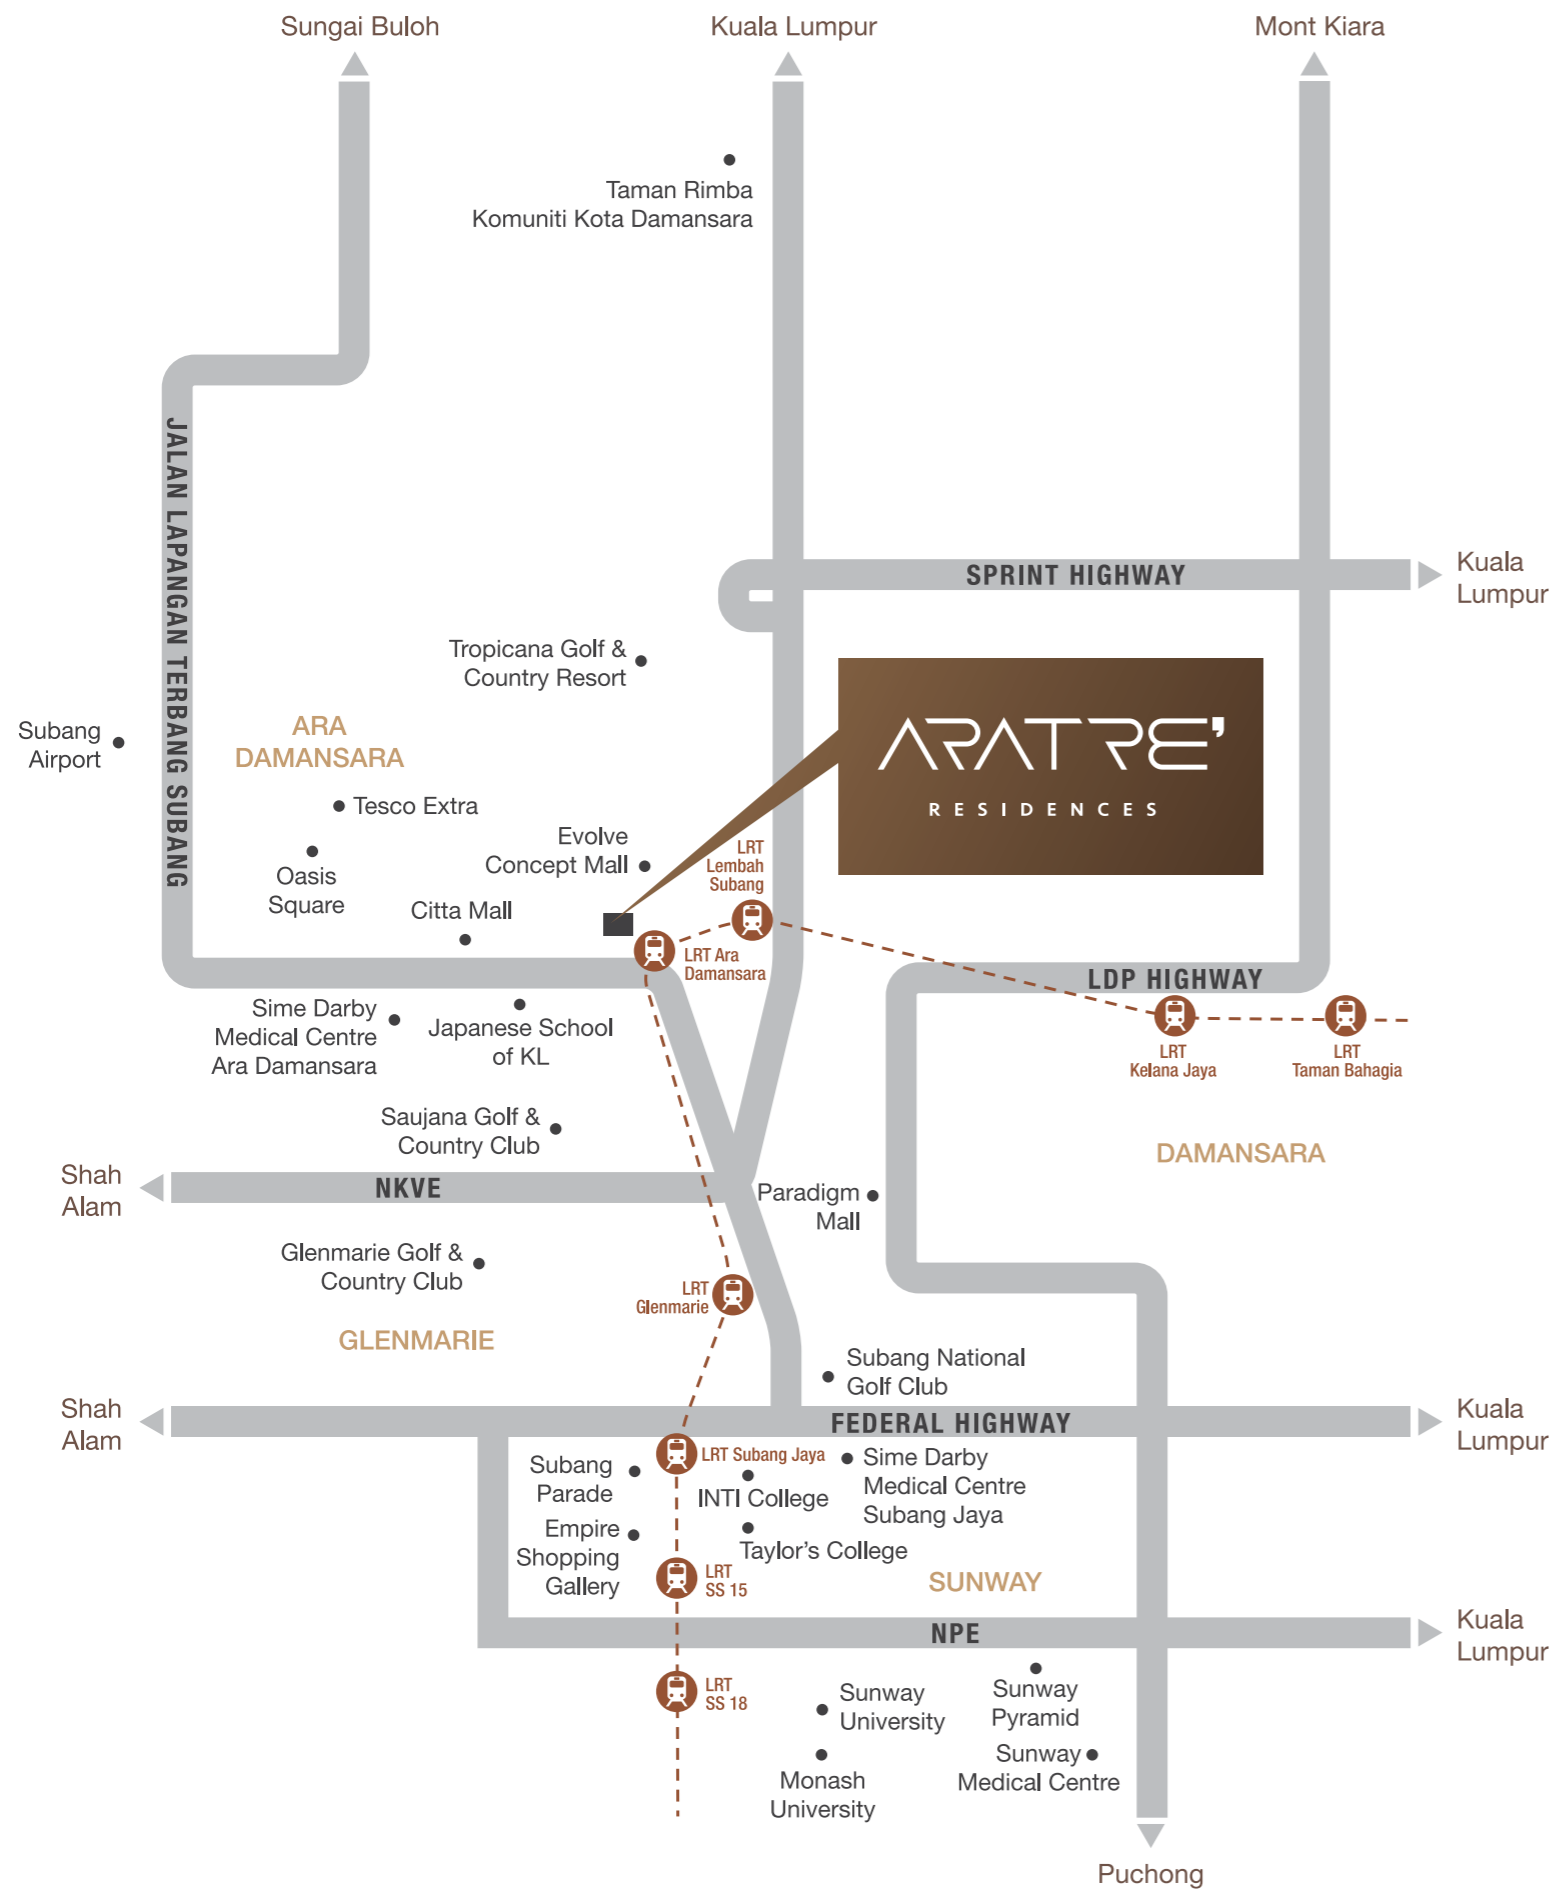 Sungai Buloh
Kuala Lumpur
Mont Kiara
Taman Rimba
Komuniti Kota Damansara
JALAN LAPANGAN TERBANG SUBANG
SPRINT HIGHWAY
Kuala
Lumpur
Tropicana Golf &
Country Resort
ARATRE'
RESIDENCES
Subang
Airport
ARA
DAMANSARA
Tesco Extra
Oasis
Square
Evolve
Concept Mall
Citta Mall
LRT
Lembah
Subang
LRT Ara
Damansara
LDP HIGHWAY
Sime Darby
Medical Centre
Ara Damansara
Japanese School
of KL
LRT
Kelana Jaya
LRT
Taman Bahagia
Saujana Golf &
Country Club
DAMANSARA
Shah
Alam
NKVE
Paradigm
Mall
Glenmarie Golf &
Country Club
LRT
Glenmarie
GLENMARIE
Subang National
Golf Club
Shah
Alam
FEDERAL HIGHWAY
Kuala
Lumpur
Subang
Parade
LRT Subang Jaya
INTI College
Sime Darby
Medical Centre
Subang Jaya
Empire
Shopping
Gallery
Taylor's College
LRT
SS 15
SUNWAY
NPE
Kuala
Lumpur
LRT
SS 18
Sunway
University
Sunway
Pyramid
Monash
University
Sunway
Medical Centre
Puchong